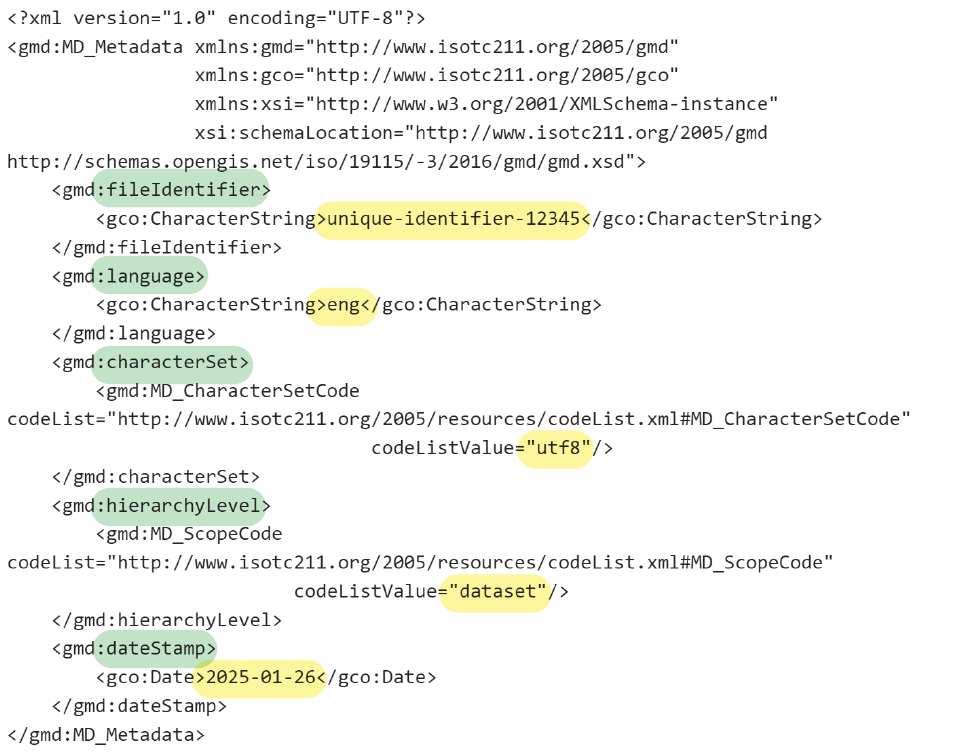 <?xml version="1.0" encoding="UTF-8"?>
<gmd:MD_Metadata xmlns:gmd="http://www.isotc211.org/2005/gmd"
                 xmlns:gco="http://www.isotc211.org/2005/gco"
                 xmlns:xsi="http://www.w3.org/2001/XMLSchema-instance"
                 xsi:schemaLocation="http://www.isotc211.org/2005/gmd
http://schemas.opengis.net/iso/19115/-3/2016/gmd/gmd.xsd">
    <gmd:fileIdentifier>
        <gco:CharacterString>unique-identifier-12345</gco:CharacterString>
    </gmd:fileIdentifier>
    <gmd:language>
        <gco:CharacterString>eng</gco:CharacterString>
    </gmd:language>
    <gmd:characterSet>
        <gmd:MD_CharacterSetCode
codeList="http://www.isotc211.org/2005/resources/codeList.xml#MD_CharacterSetCode"
                                 codeListValue="utf8"/>
    </gmd:characterSet>
    <gmd:hierarchyLevel>
        <gmd:MD_ScopeCode
codeList="http://www.isotc211.org/2005/resources/codeList.xml#MD_ScopeCode"
                          codeListValue="dataset"/>
    </gmd:hierarchyLevel>
    <gmd:dateStamp>
        <gco:Date>2025-01-26</gco:Date>
    </gmd:dateStamp>
</gmd:MD_Metadata>